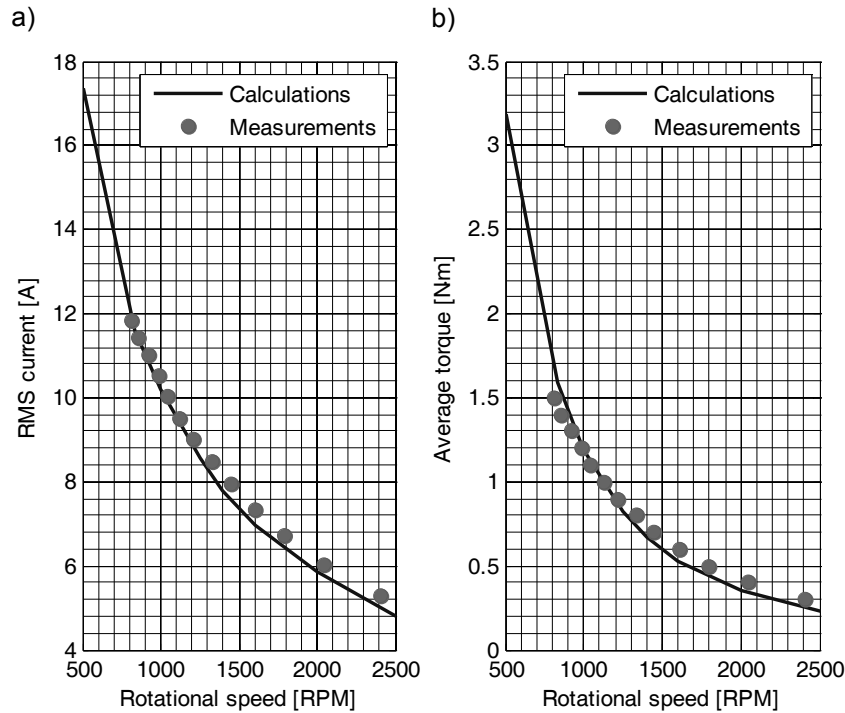 a)
18
16
14
12
10
8
6
4
500
1000
1500
2000
2500
RMS current [A]
Rotational speed [RPM]
Calculations
Measurements
b)
3.5
3
2.5
2
1.5
1
0.5
0
500
1000
1500
2000
2500
Average torque [N·m]
Rotational speed [RPM]
Calculations
Measurements